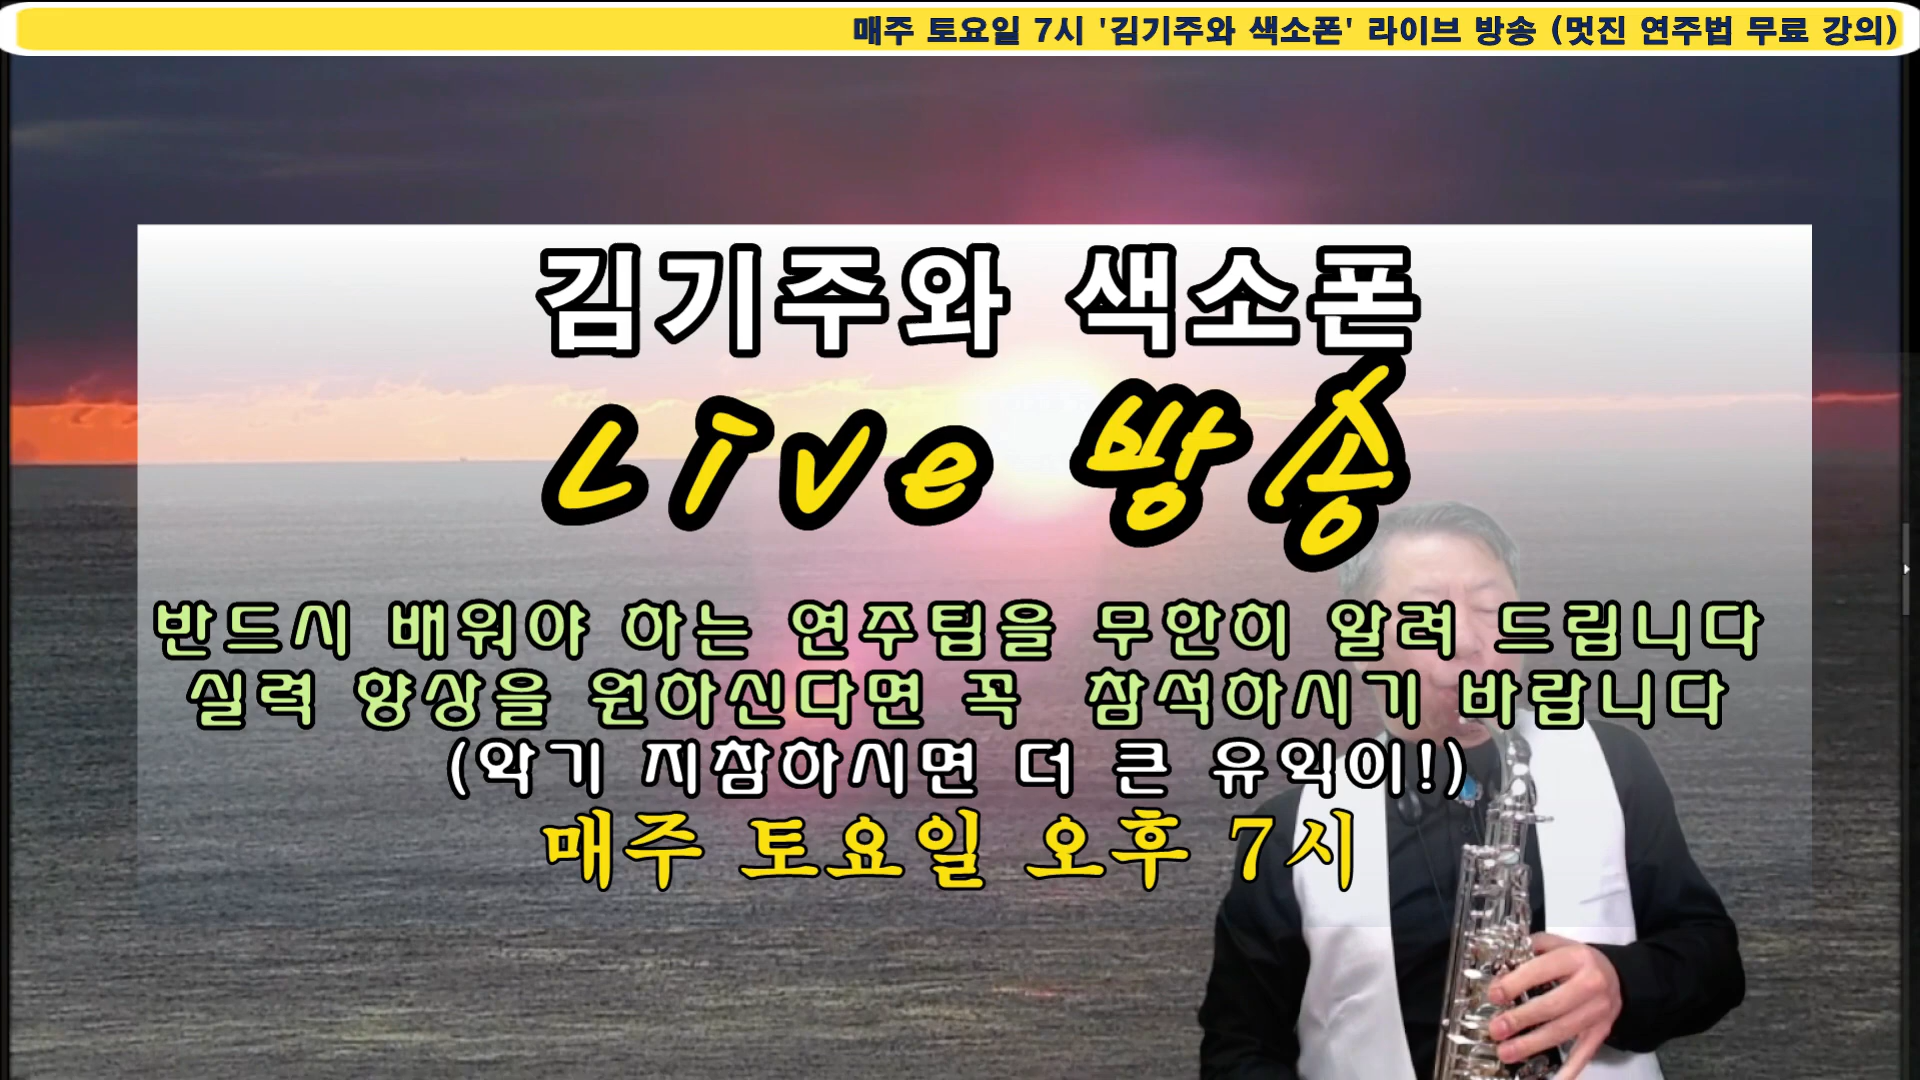 매주 토요일 7시 '김기주와 색소폰' 라이브 방송 (멋진 연주법 무료 강의)
김기주와 색소폰
Live 방송
반드시 배워야 하는 연주팁을 무한히 알려 드립니다
실력 향상을 원하신다면 꼭 참석하시기 바랍니다
(악기 지참하시면 더 큰 유익이!)
매주 토요일 오후 7시